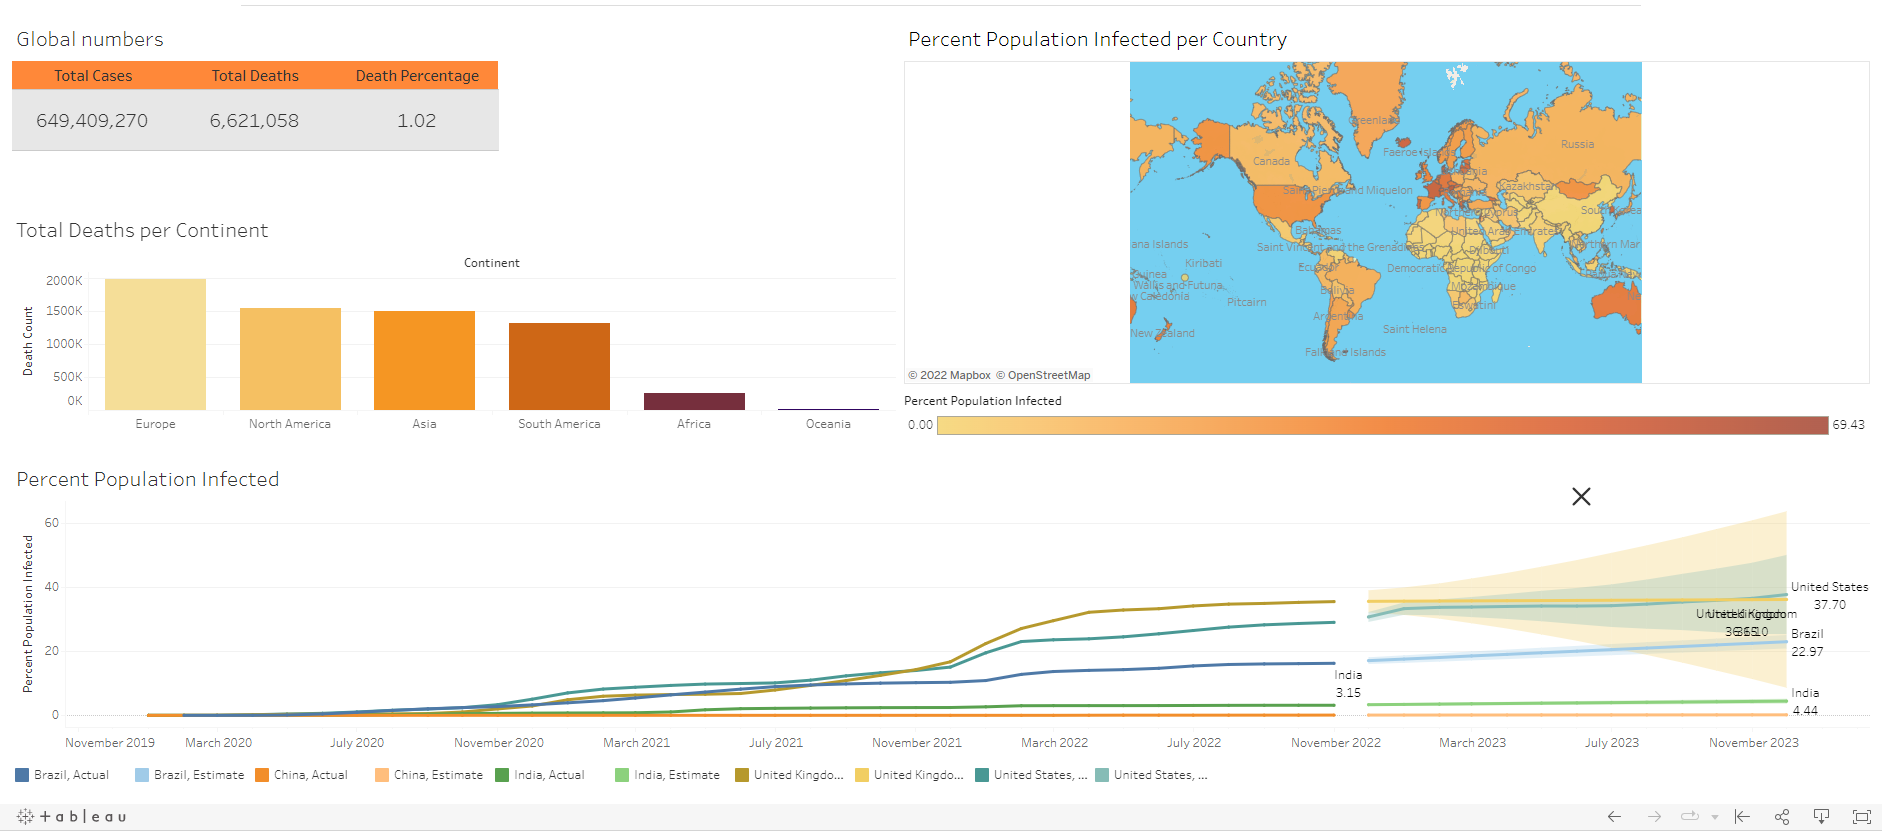 Global numbers
Total Cases Total Deaths Death Percentage
649,409,270 6,621,058 1.02
Total Deaths per Continent
Continent
Death Count
2000K
1500K
1000K
500K
0K
Europe North America Asia South America Africa Oceania
Percent Population Infected per Country
Greenland
Faeroe Islands
Russia
Canada
Saint Pierre and Miquelon
Kazakhstan
Northern Cyprus
South Korea
Bahamas
United Arab Emirates
ana Islands
Saint Vincent and the Grenadines
Djibouti
Northern Mar
Kiribati
Ecuador
Democratic Republic of Congo
Guinea
Wallis and Futuna
Bolivia
Mozambique
w Caledonia
Pitcairn
Eswatini
Argentina
New Zealand
Saint Helena
Falkland Islands
© 2022 Mapbox © OpenStreetMap
Percent Population Infected
0.00 69.43
Percent Population Infected
Percent Population Infected
60
40
20
0
United States
37.70
United Kingdom
36.10
Brazil
22.97
India
3.15
India
4.44
November 2019 March 2020 July 2020 November 2020 March 2021 July 2021 November 2021 March 2022 July 2022 November 2022 March 2023 July 2023 November 2023
Brazil, Actual Brazil, Estimate China, Actual China, Estimate India, Actual India, Estimate United Kingdo... United Kingdo... United States, ... United States, ...
+ableau